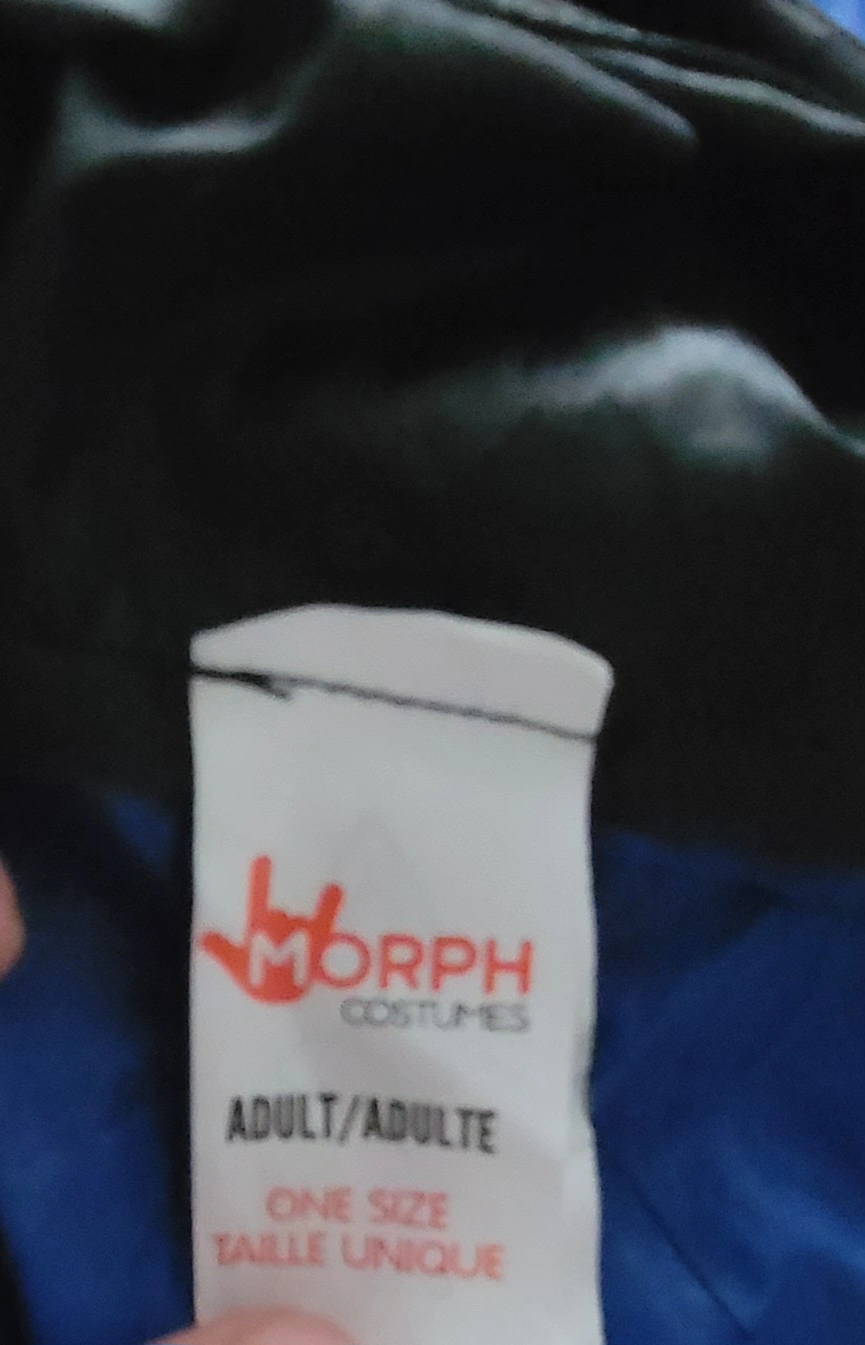 MORPH
COSTUMES
ADULT/ADULTE
ONE SIZE
TAILLE UNIQUE